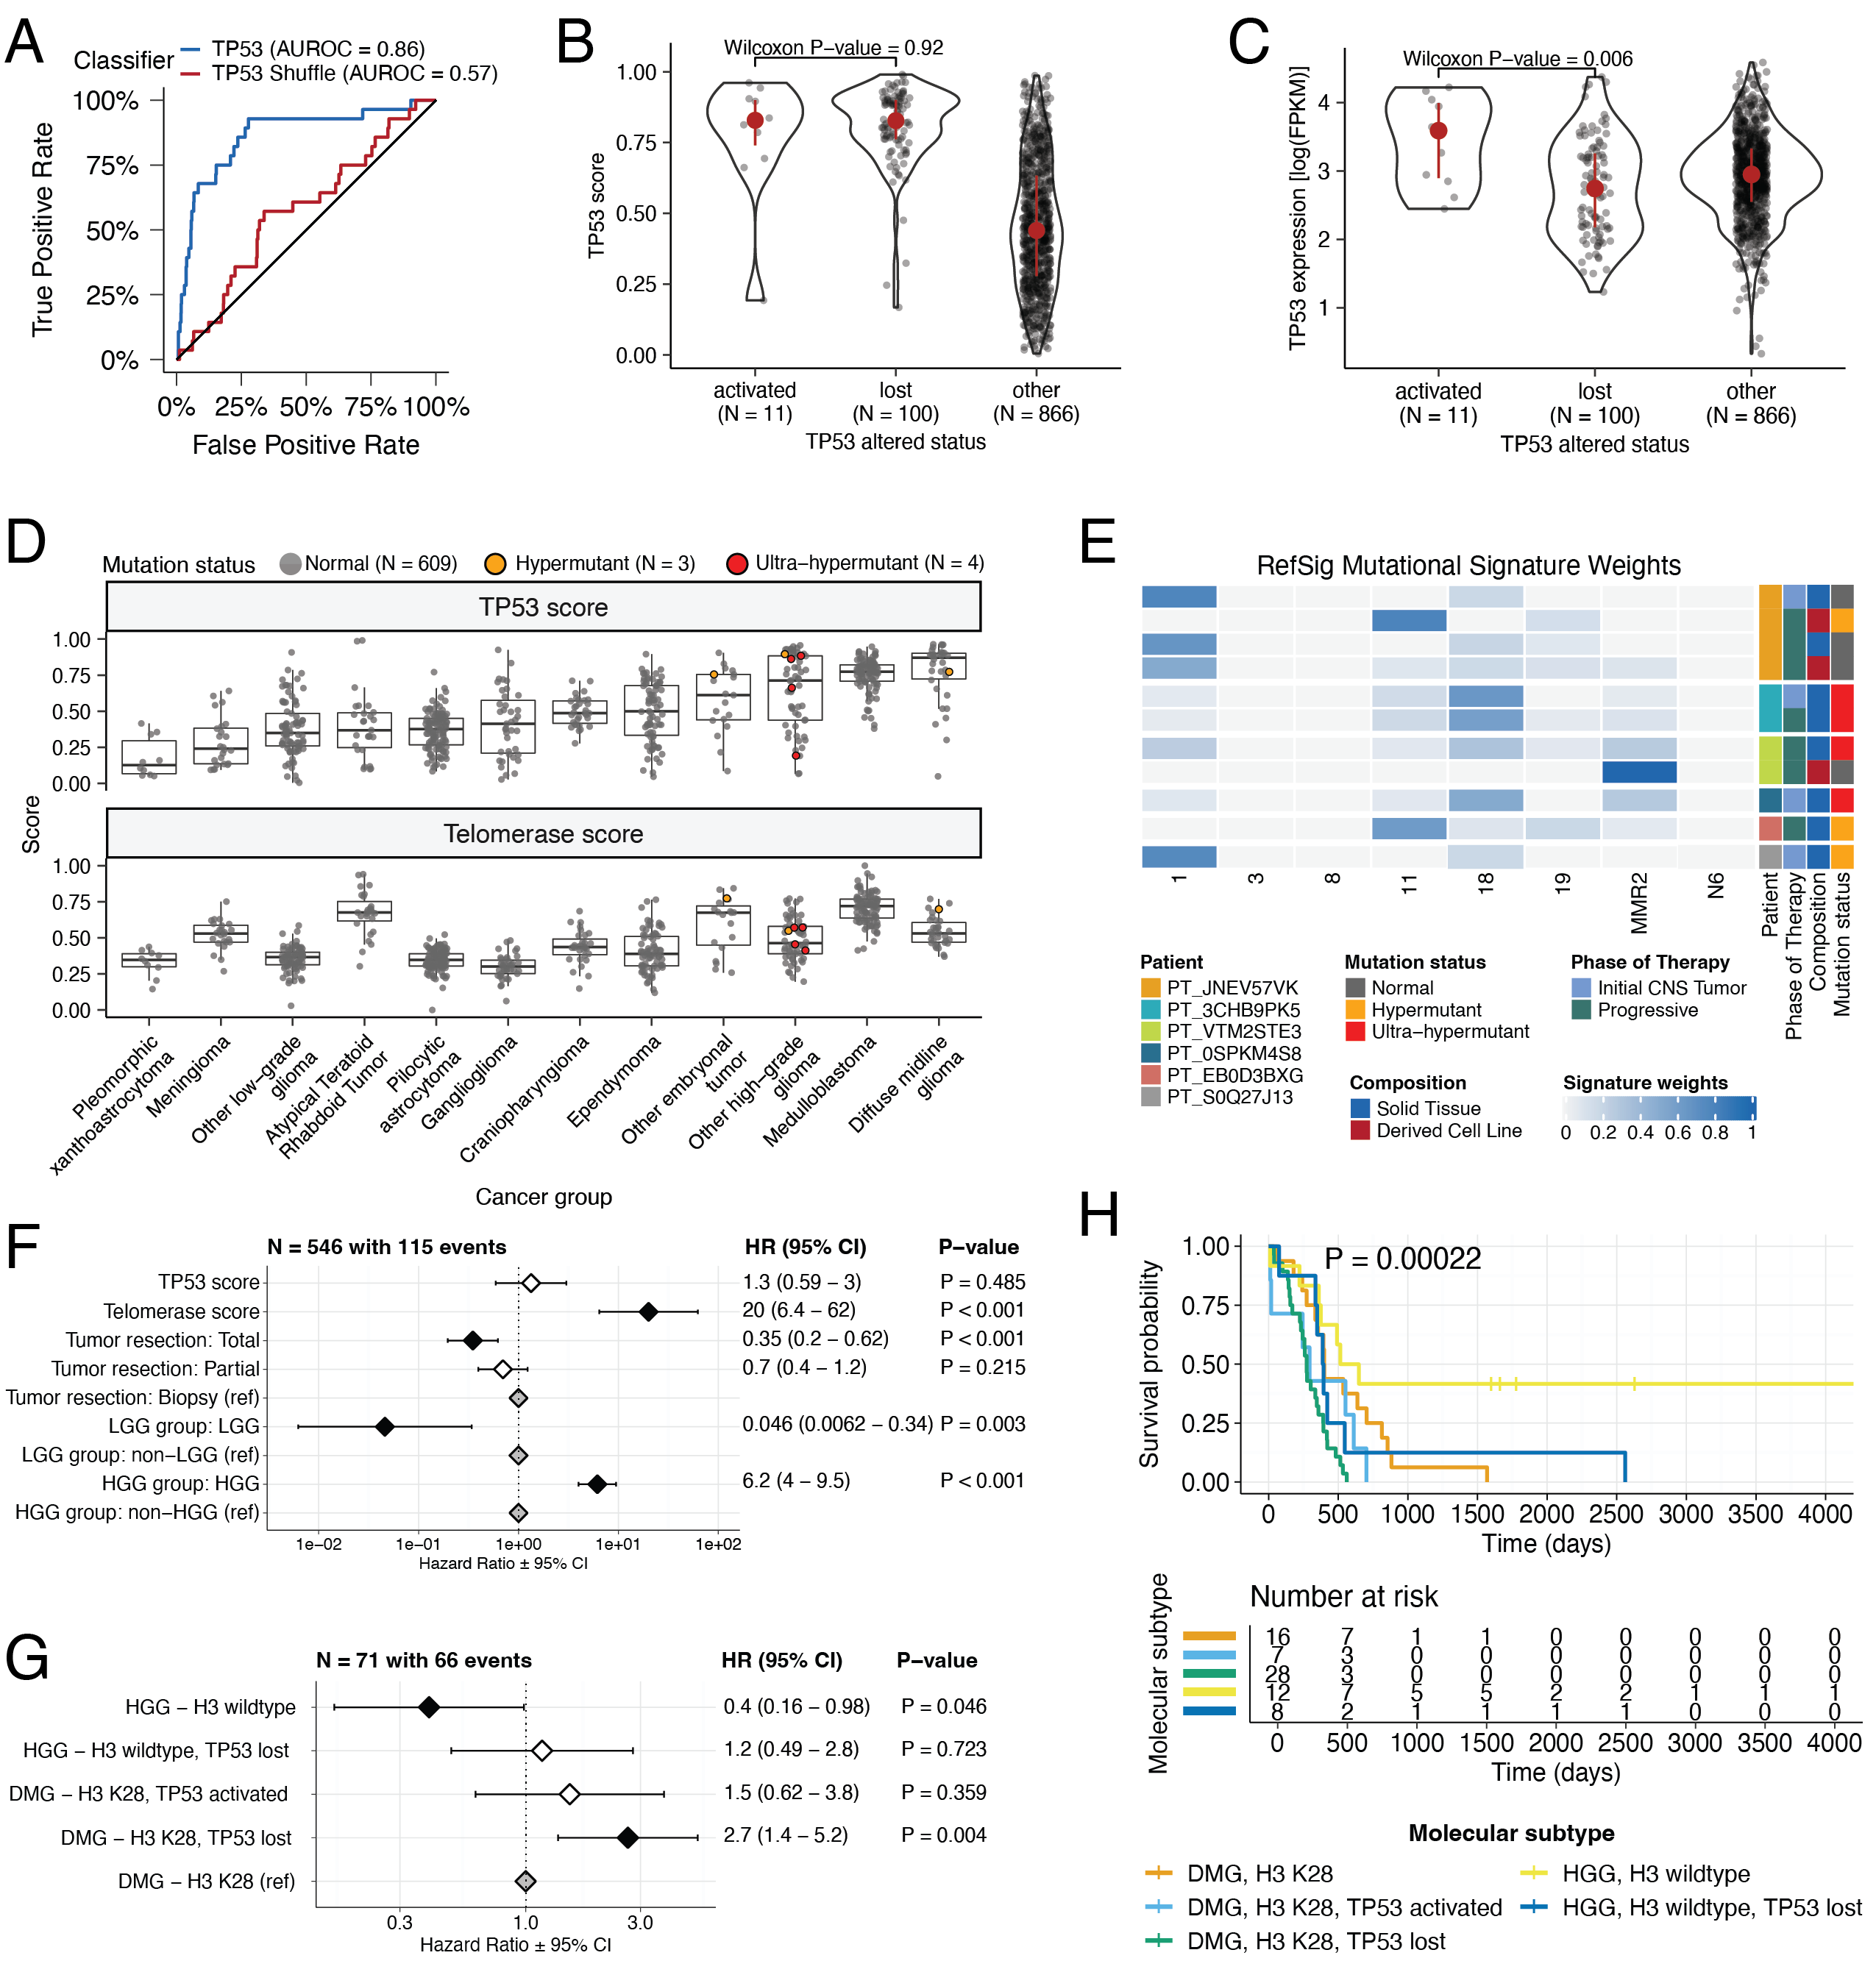 A
Classifier
TP53 (AUROC = 0.86)
TP53 Shuffle (AUROC = 0.57)
100%
75%
50%
25%
0%
True Positive Rate
0% 25% 50% 75% 100%
False Positive Rate
B
Wilcoxon P−value = 0.92
1.00
0.75
0.50
0.25
0.00
TP53 score
activated
(N = 11)
lost
(N = 100)
other
(N = 866)
TP53 altered status
C
Wilcoxon P−value = 0.006
4
3
2
1
TP53 expression [log(FPKM)]
activated
(N = 11)
lost
(N = 100)
other
(N = 866)
TP53 altered status
D
Mutation status
Normal (N = 609)
Hypermutant (N = 3)
Ultra−hypermutant (N = 4)
TP53 score
1.00
0.75
0.50
0.25
0.00
Score
Telomerase score
1.00
0.75
0.50
0.25
0.00
Pleomorphic
xanthoastrocytoma
Meningioma
Other low−grade
glioma
Atypical Teratoid
Rhabdoid Tumor
Pilocytic
astrocytoma
Ganglioglioma
Craniopharyngioma
Ependymoma
Other embryonal
tumor
Other high−grade
glioma
Medulloblastoma
Diffuse midline
glioma
Cancer group
E
RefSig Mutational Signature Weights
1
3
8
11
18
19
MMR2
N6
Patient
Phase of Therapy
Composition
Mutation status
Patient
PT_JNEV57VK
PT_3CHB9PK5
PT_VTM2STE3
PT_0SPKM4S8
PT_EB0D3BXG
PT_S0Q27J13
Mutation status
Normal
Hypermutant
Ultra−hypermutant
Phase of Therapy
Initial CNS Tumor
Progressive
Composition
Solid Tissue
Derived Cell Line
Signature weights
0 0.2 0.4 0.6 0.8 1
F
N = 546 with 115 events HR (95% CI) P−value
TP53 score 1.3 (0.59 − 3) P = 0.485
Telomerase score 20 (6.4 − 62) P < 0.001
Tumor resection: Total 0.35 (0.2 − 0.62) P < 0.001
Tumor resection: Partial 0.7 (0.4 − 1.2) P = 0.215
Tumor resection: Biopsy (ref)
LGG group: LGG 0.046 (0.0062 − 0.34) P = 0.003
LGG group: non−LGG (ref)
HGG group: HGG 6.2 (4 − 9.5) P < 0.001
HGG group: non−HGG (ref)
1e−02 1e−01 1e+00 1e+01 1e+02
Hazard Ratio ± 95% CI
G
N = 71 with 66 events HR (95% CI) P−value
HGG − H3 wildtype 0.4 (0.16 − 0.98) P = 0.046
HGG − H3 wildtype, TP53 lost 1.2 (0.49 − 2.8) P = 0.723
DMG − H3 K28, TP53 activated 1.5 (0.62 − 3.8) P = 0.359
DMG − H3 K28, TP53 lost 2.7 (1.4 − 5.2) P = 0.004
DMG − H3 K28 (ref)
0.3 1.0 3.0
Hazard Ratio ± 95% CI
H
P = 0.00022
1.00
0.75
0.50
0.25
0.00
Survival probability
0 500 1000 1500 2000 2500 3000 3500 4000
Time (days)
Number at risk
Molecular subtype
16 7 1 1 0 0 0 0 0
7 3 0 0 0 0 0 0 0
28 3 0 0 0 0 0 0 0
12 7 5 5 2 2 1 1 1
8 2 1 1 1 1 0 0 0
0 500 1000 1500 2000 2500 3000 3500 4000
Time (days)
Molecular subtype
DMG, H3 K28
DMG, H3 K28, TP53 activated
DMG, H3 K28, TP53 lost
HGG, H3 wildtype
HGG, H3 wildtype, TP53 lost